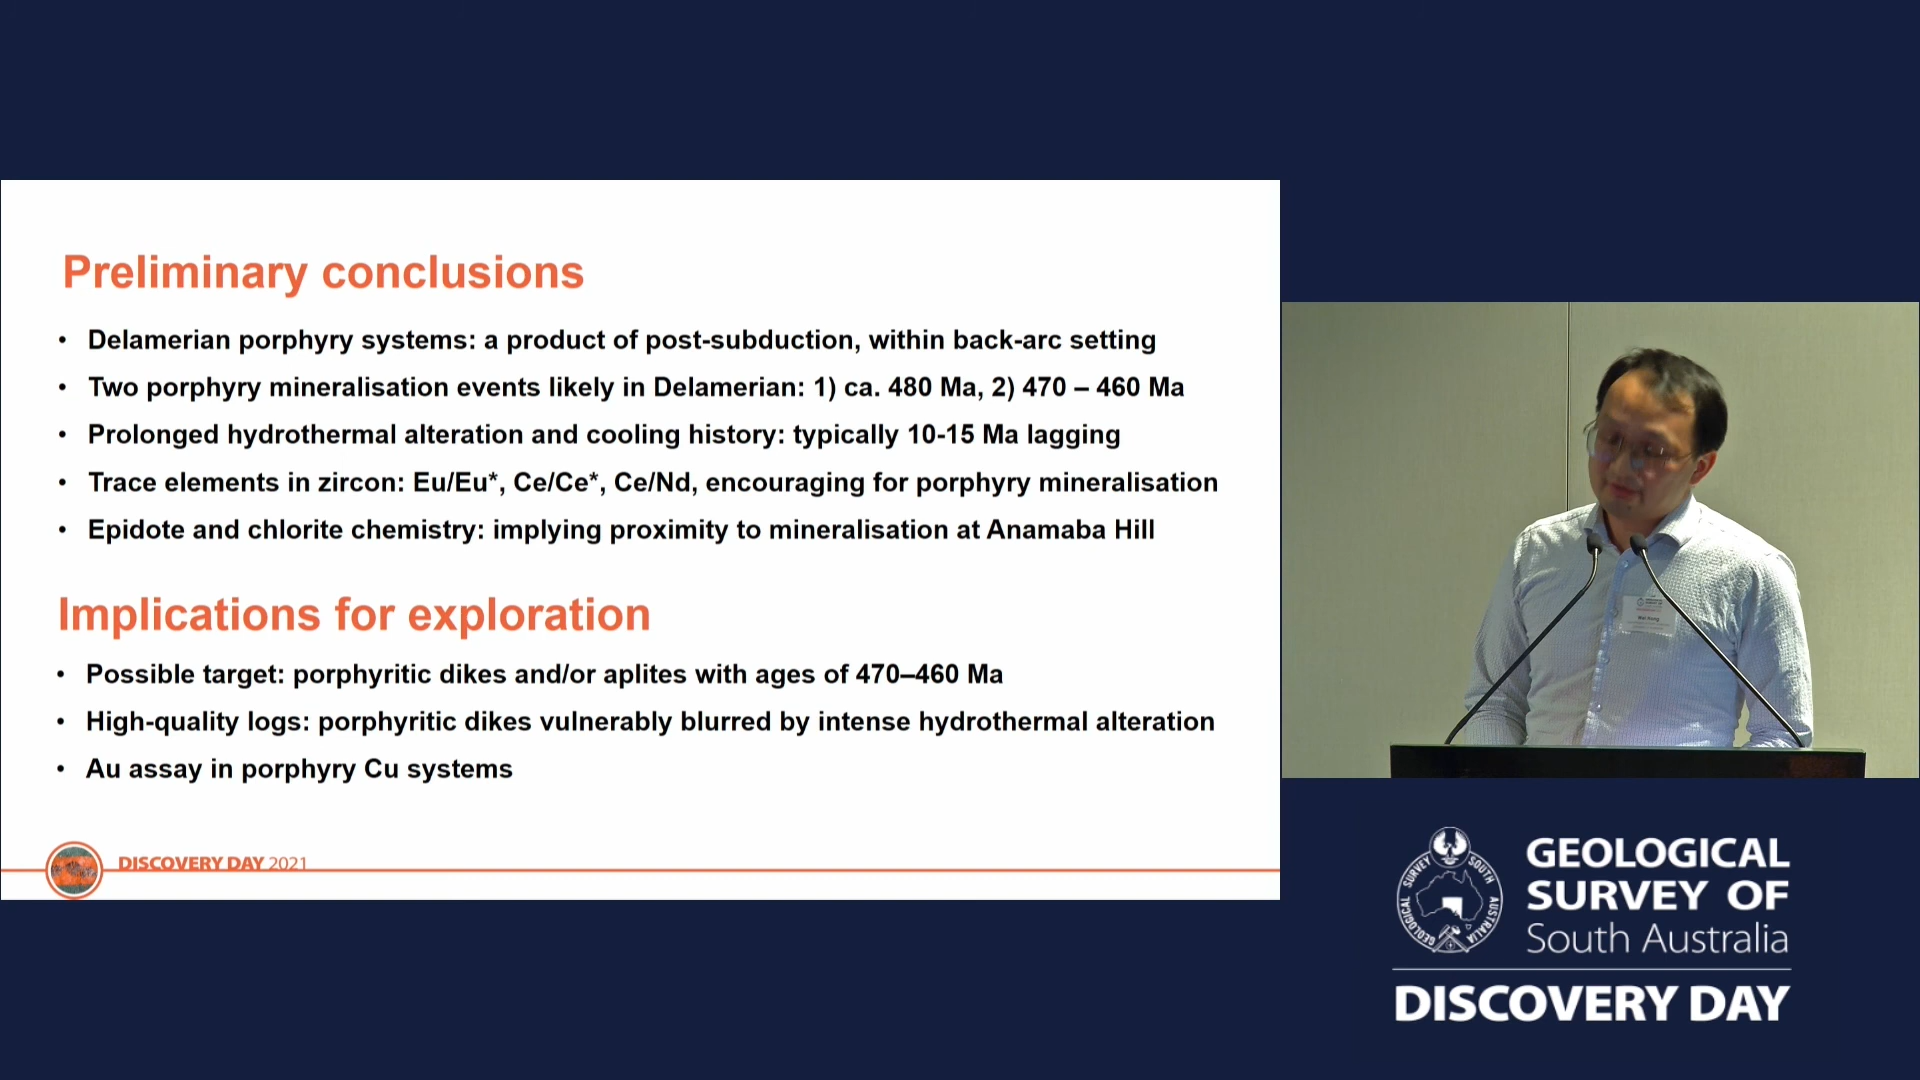 Preliminary conclusions
• Delamerian porphyry systems: a product of post-subduction, within back-arc setting
• Two porphyry mineralisation events likely in Delamerian: 1) ca. 480 Ma, 2) 470 – 460 Ma
• Prolonged hydrothermal alteration and cooling history: typically 10-15 Ma lagging
• Trace elements in zircon: Eu/Eu*, Ce/Ce*, Ce/Nd, encouraging for porphyry mineralisation
• Epidote and chlorite chemistry: implying proximity to mineralisation at Anamaba Hill
Implications for exploration
• Possible target: porphyritic dikes and/or aplites with ages of 470–460 Ma
• High-quality logs: porphyritic dikes vulnerably blurred by intense hydrothermal alteration
• Au assay in porphyry Cu systems
DISCOVERY DAY 2021
GEOLOGICAL SURVEY SOUTH AUSTRALIA
GEOLOGICAL
SURVEY OF
South Australia
DISCOVERY DAY